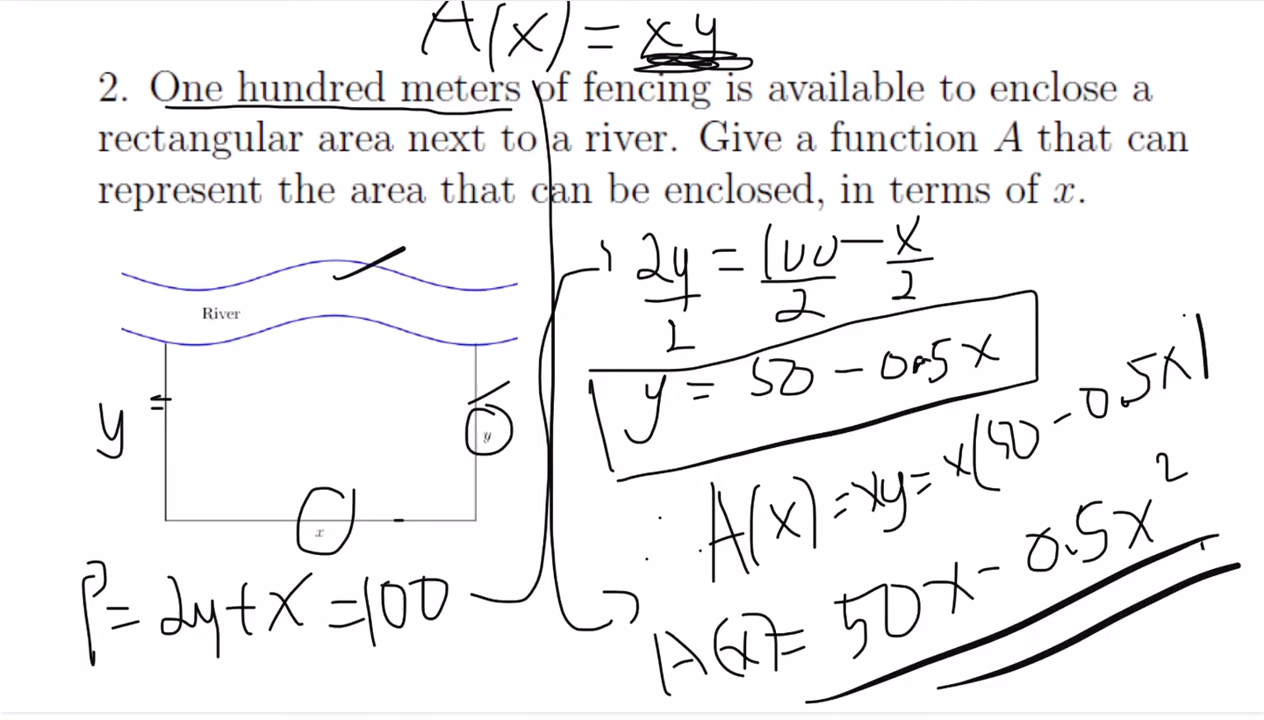 A(x) = xy
2. One hundred meters of fencing is available to enclose a
rectangular area next to a river. Give a function A that can
represent the area that can be enclosed, in terms of x.
River
y
y
x
P = 2y + x = 100
2y/2 = 100/2 - x/2
y = 50 - 0.5x
A(x) = xy = x(50 - 0.5x)
A(x) = 50x - 0.5x²